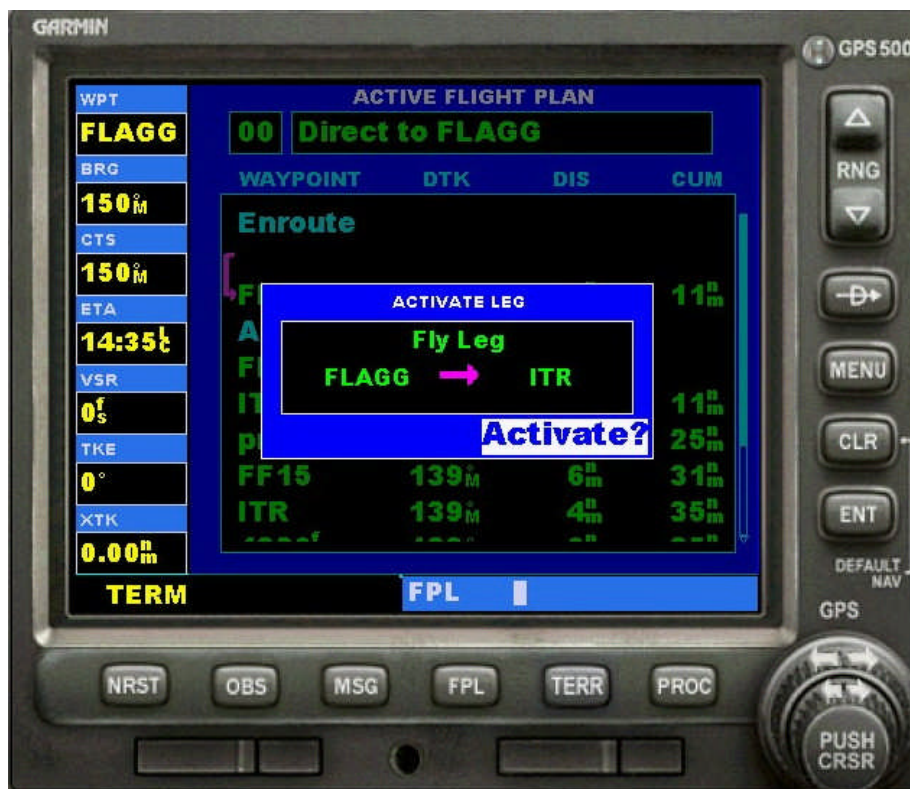 GARMIN
GPS 500
WPT
FLAGG
BRG
150°M
CTS
150°M
ETA
14:35
VSR
0fs
TKE
0°
XTK
0.00nm
TERM
ACTIVE FLIGHT PLAN
00 Direct to FLAGG
WAYPOINT DTK DIS CUM
Enroute
11nm
ACTIVATE LEG
Fly Leg
FLAGG ITR
Activate?
11nm
25nm
FF15 139°M 6nm 31nm
ITR 139°M 4nm 35nm
FPL
RNG
D
MENU
CLR
ENT
DEFAULT
NAV
GPS
NRST OBS MSG FPL TERR PROC
PUSH
CRSR